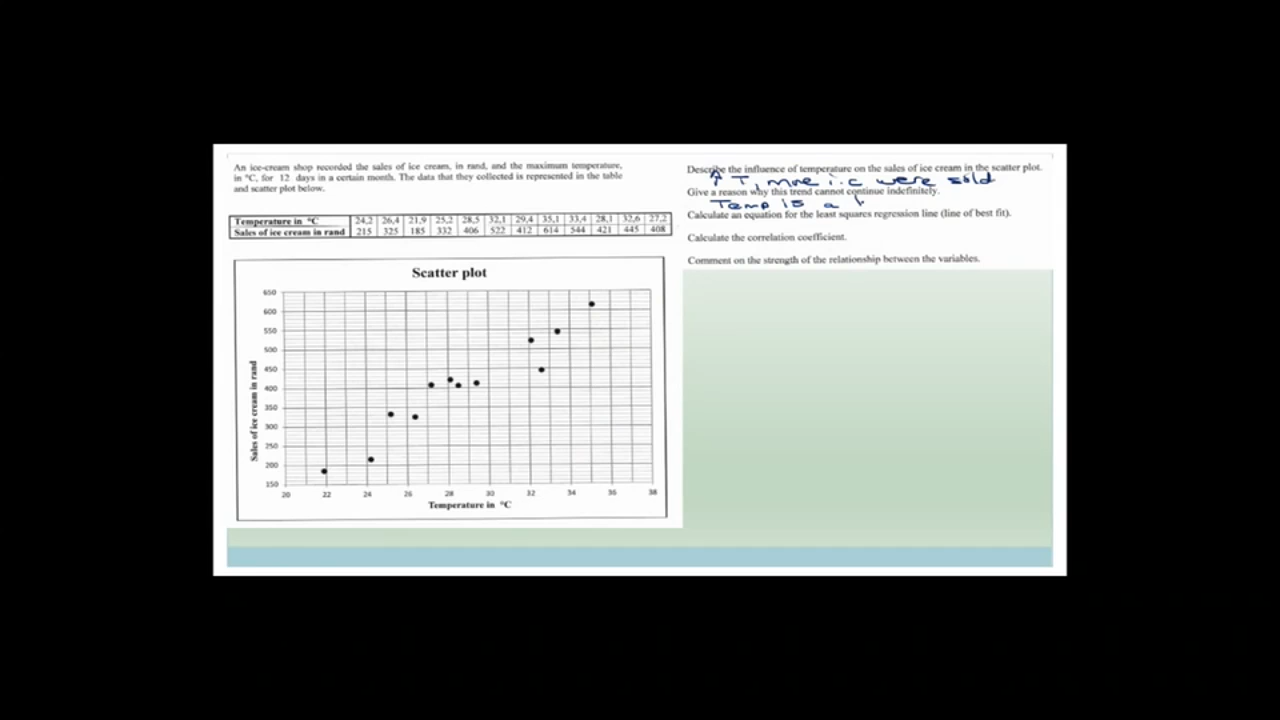 An ice-cream shop recorded the sales of ice cream, in rand, and the maximum temperature,
in °C, for 12 days in a certain month. The data that they collected is represented in the table
and scatter plot below.
Temperature in °C 24,2 26,4 21,9 25,2 28,5 32,1 29,4 35,1 33,4 28,1 32,6 27,2
Sales of ice cream in rand 215 325 185 332 406 522 412 614 544 421 445 408
Scatter plot
650
600
550
500
450
400
350
300
250
200
150
Sales of ice cream in rand
20 22 24 26 28 30 32 34 36 38
Temperature in °C
Describe the influence of temperature on the sales of ice cream in the scatter plot.
↑ T, more i.c were sold
Give a reason why this trend cannot continue indefinitely.
Temp is a
Calculate an equation for the least squares regression line (line of best fit).
Calculate the correlation coefficient.
Comment on the strength of the relationship between the variables.